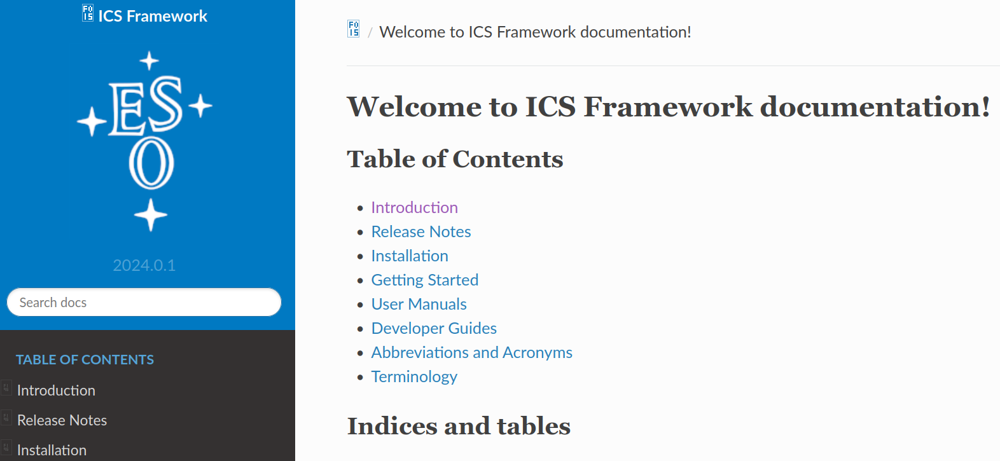 ICS Framework
ESO
2024.0.1
Search docs
TABLE OF CONTENTS
Introduction
Release Notes
Installation
/ Welcome to ICS Framework documentation!
Welcome to ICS Framework documentation!
Table of Contents
• Introduction
• Release Notes
• Installation
• Getting Started
• User Manuals
• Developer Guides
• Abbreviations and Acronyms
• Terminology
Indices and tables